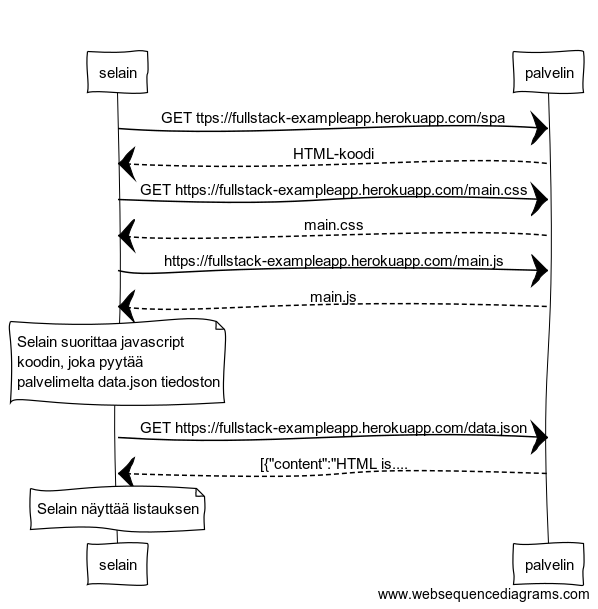 selain palvelin
GET ttps://fullstack-exampleapp.herokuapp.com/spa
HTML-koodi
GET https://fullstack-exampleapp.herokuapp.com/main.css
main.css
https://fullstack-exampleapp.herokuapp.com/main.js
main.js
Selain suorittaa javascript
koodin, joka pyytää
palvelimelta data.json tiedoston
GET https://fullstack-exampleapp.herokuapp.com/data.json
[{"content":"HTML is....
Selain näyttää listauksen
selain palvelin
www.websequencediagrams.com